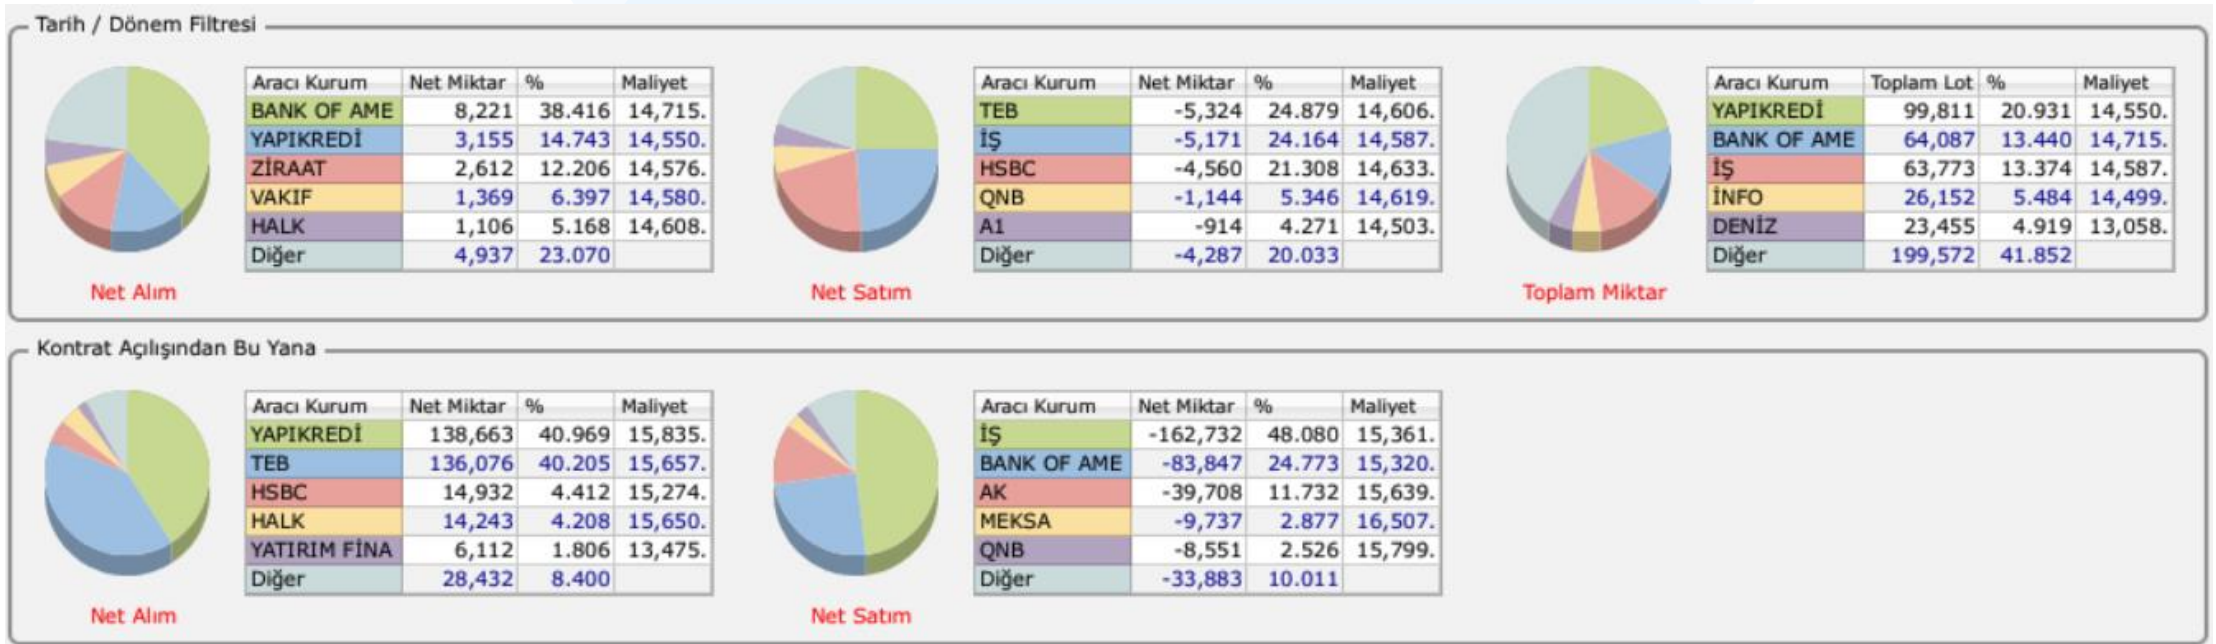 Tarih / Dönem Filtresi
Aracı Kurum Net Miktar % Maliyet
BANK OF AME 8,221 38.416 14,715.
YAPIKREDİ 3,155 14.743 14,550.
ZİRAAT 2,612 12.206 14,576.
VAKIF 1,369 6.397 14,580.
HALK 1,106 5.168 14,608.
Diğer 4,937 23.070
Net Alım
Aracı Kurum Net Miktar % Maliyet
TEB -5,324 24.879 14,606.
İŞ -5,171 24.164 14,587.
HSBC -4,560 21.308 14,633.
QNB -1,144 5.346 14,619.
A1 -914 4.271 14,503.
Diğer -4,287 20.033
Net Satım
Aracı Kurum Toplam Lot % Maliyet
YAPIKREDİ 99,811 20.931 14,550.
BANK OF AME 64,087 13.440 14,715.
İŞ 63,773 13.374 14,587.
İNFO 26,152 5.484 14,499.
DENİZ 23,455 4.919 13,058.
Diğer 199,572 41.852
Toplam Miktar
Kontrat Açılışından Bu Yana
Aracı Kurum Net Miktar % Maliyet
YAPIKREDİ 138,663 40.969 15,835.
TEB 136,076 40.205 15,657.
HSBC 14,932 4.412 15,274.
HALK 14,243 4.208 15,650.
YATIRIM FİNA 6,112 1.806 13,475.
Diğer 28,432 8.400
Net Alım
Aracı Kurum Net Miktar % Maliyet
İŞ -162,732 48.080 15,361.
BANK OF AME -83,847 24.773 15,320.
AK -39,708 11.732 15,639.
MEKSA -9,737 2.877 16,507.
QNB -8,551 2.526 15,799.
Diğer -33,883 10.011
Net Satım